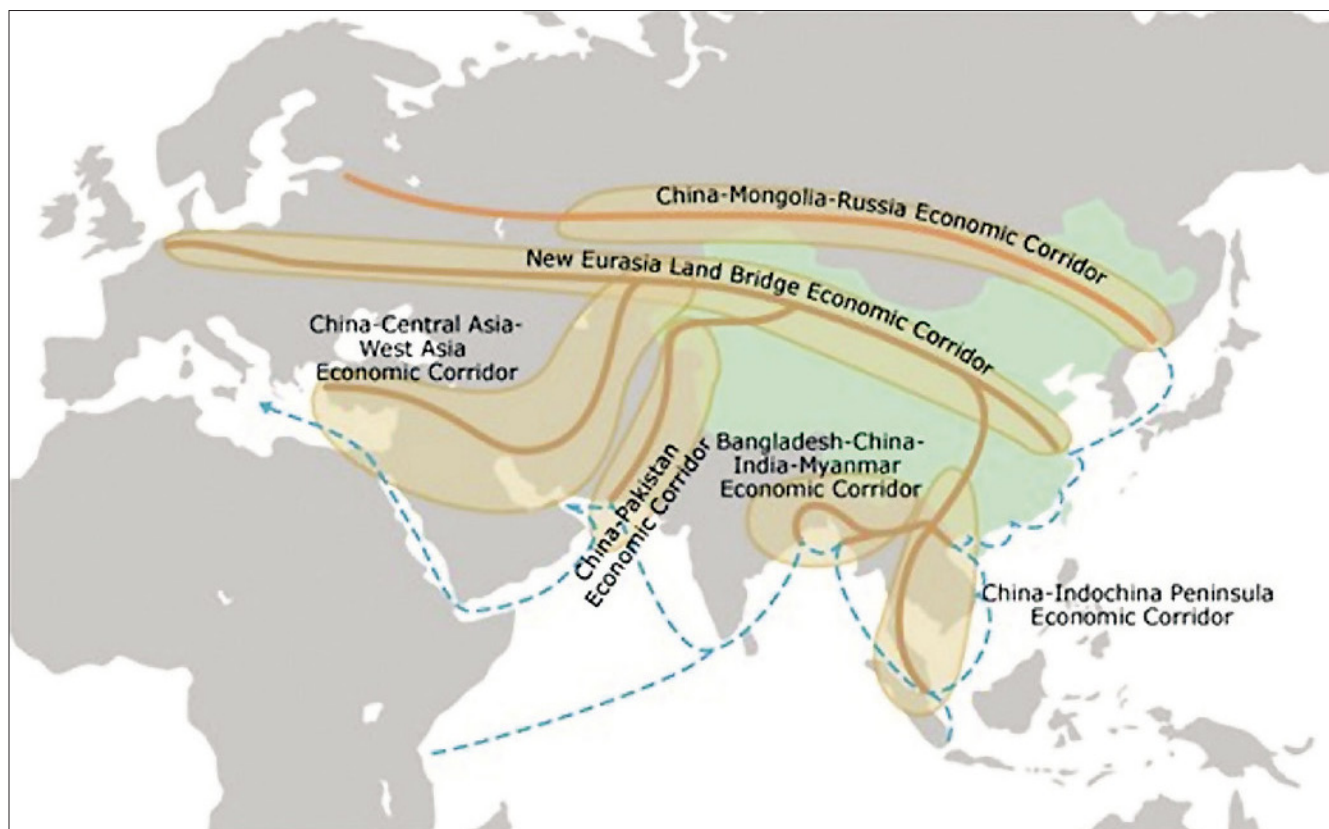 China-Mongolia-Russia Economic Corridor
New Eurasia Land Bridge Economic Corridor
China-Central Asia-
West Asia
Economic Corridor
China-Pakistan
Economic Corridor
Bangladesh-China-
India-Myanmar
Economic Corridor
China-Indochina Peninsula
Economic Corridor